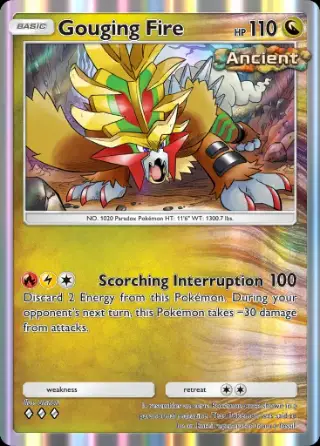 BASIC
Gouging Fire
HP 110
Ancient
NO. 1020 Paradox Pokémon HT: 11'6" WT: 1300.7 lbs.
Scorching Interruption 100
Discard 2 Energy from this Pokémon. During your
opponent's next turn, this Pokémon takes −30 damage
from attacks.
weakness
retreat